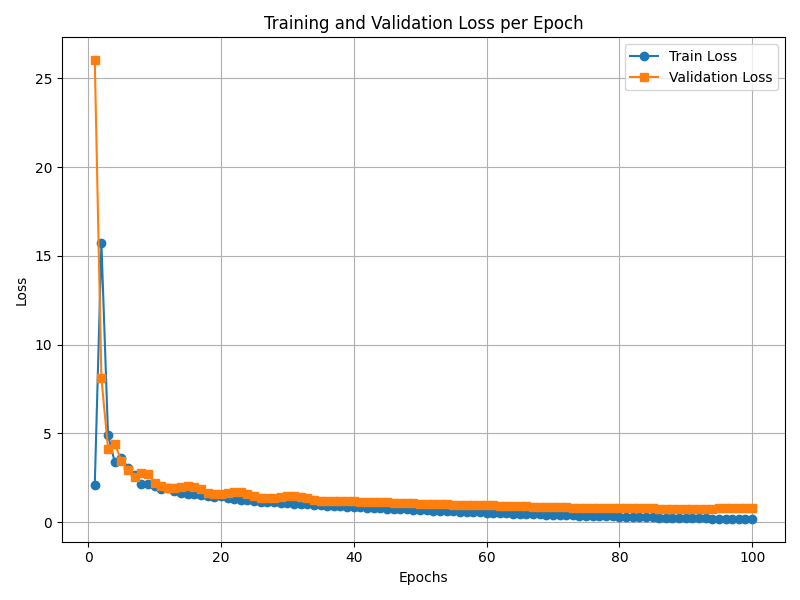 Training and Validation Loss per Epoch
Train Loss
Validation Loss
25
20
15
10
5
0
Loss
0 20 40 60 80 100
Epochs